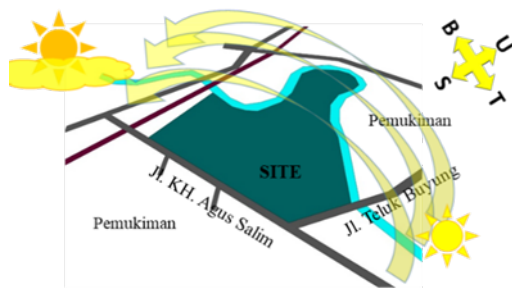 B
U
S
T
Pemukiman
SITE
Jl. KH. Agus Salim
Jl. Teluk Buyung
Pemukiman